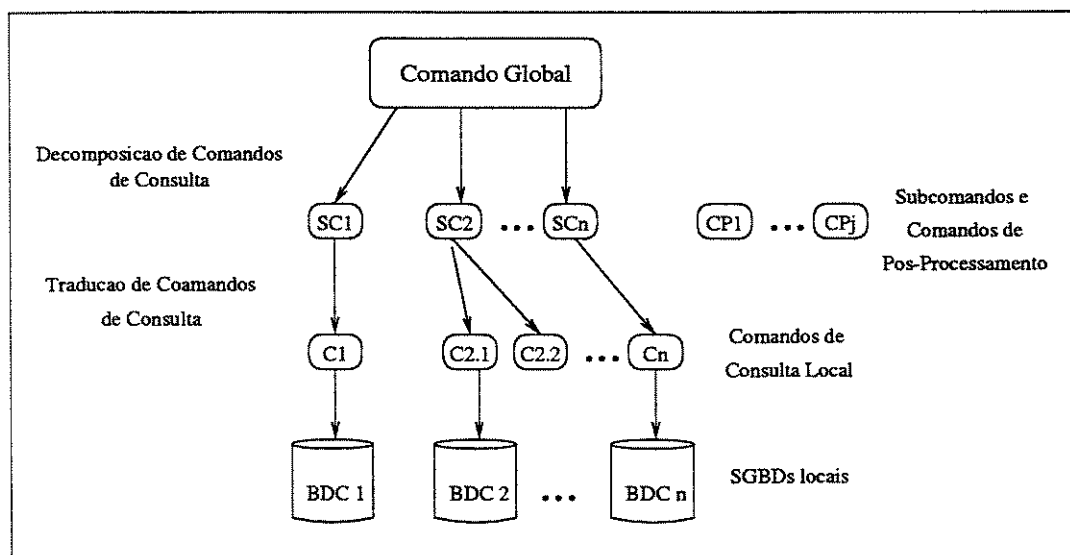 Comando Global
Decomposicao de Comandos
de Consulta
SC1
SC2
...
SCn
CP1
...
CPj
Subcomandos e
Comandos de
Pos-Processamento
Traducao de Coamandos
de Consulta
C1
C2.1
C2.2
...
Cn
Comandos de
Consulta Local
BDC 1
BDC 2
...
BDC n
SGBDs locais